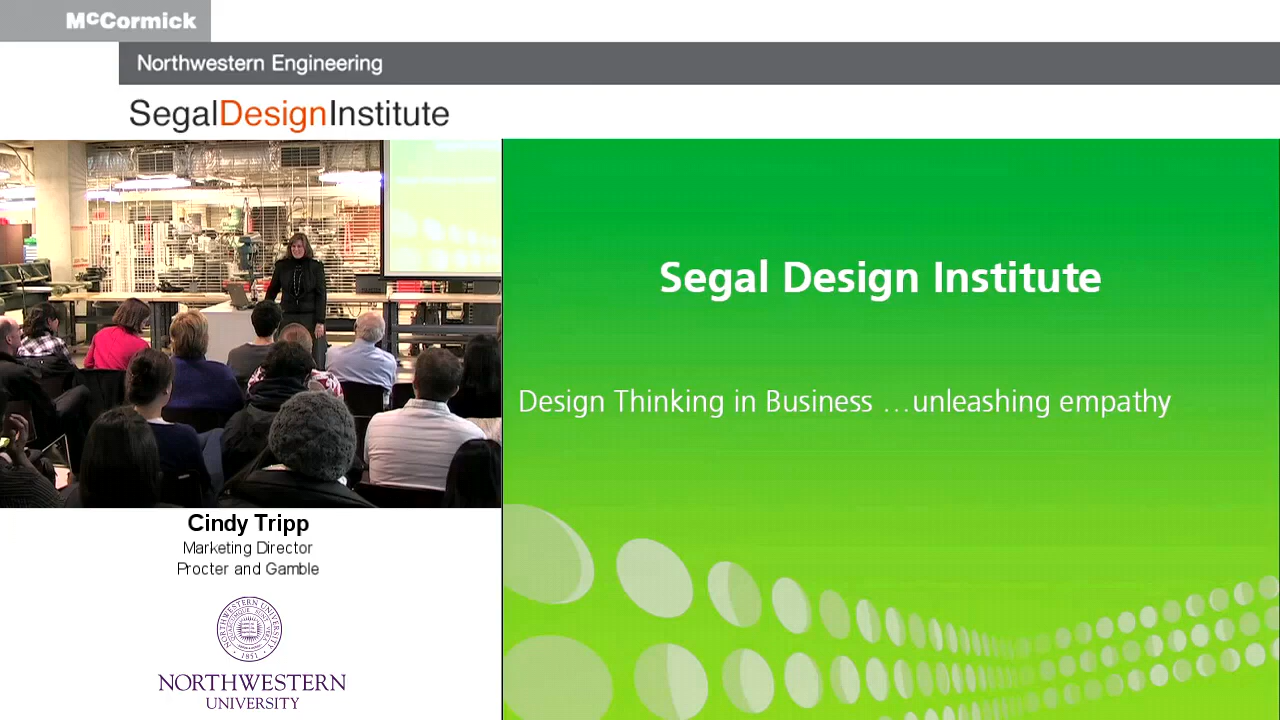 McCormick
Northwestern Engineering
SegalDesignInstitute
Segal Design Institute
Design Thinking in Business ...unleashing empathy
Cindy Tripp
Marketing Director
Procter and Gamble
1851
NORTHWESTERN
UNIVERSITY